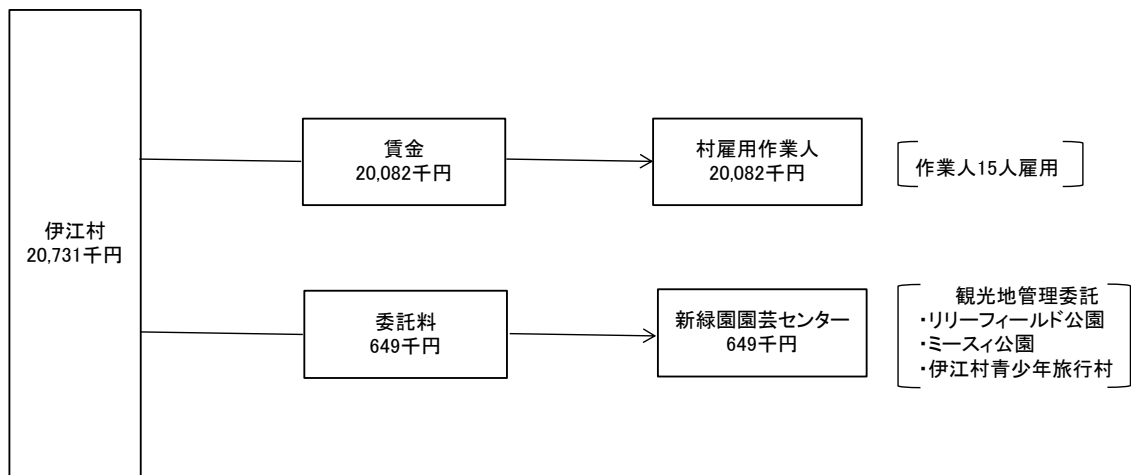 伊江村
20,731千円
賃金
20,082千円
村雇用作業人
20,082千円
作業人15人雇用
委託料
649千円
新緑園園芸センター
649千円
観光地管理委託
・リリーフィールド公園
・ミースィ公園
・伊江村青少年旅行村